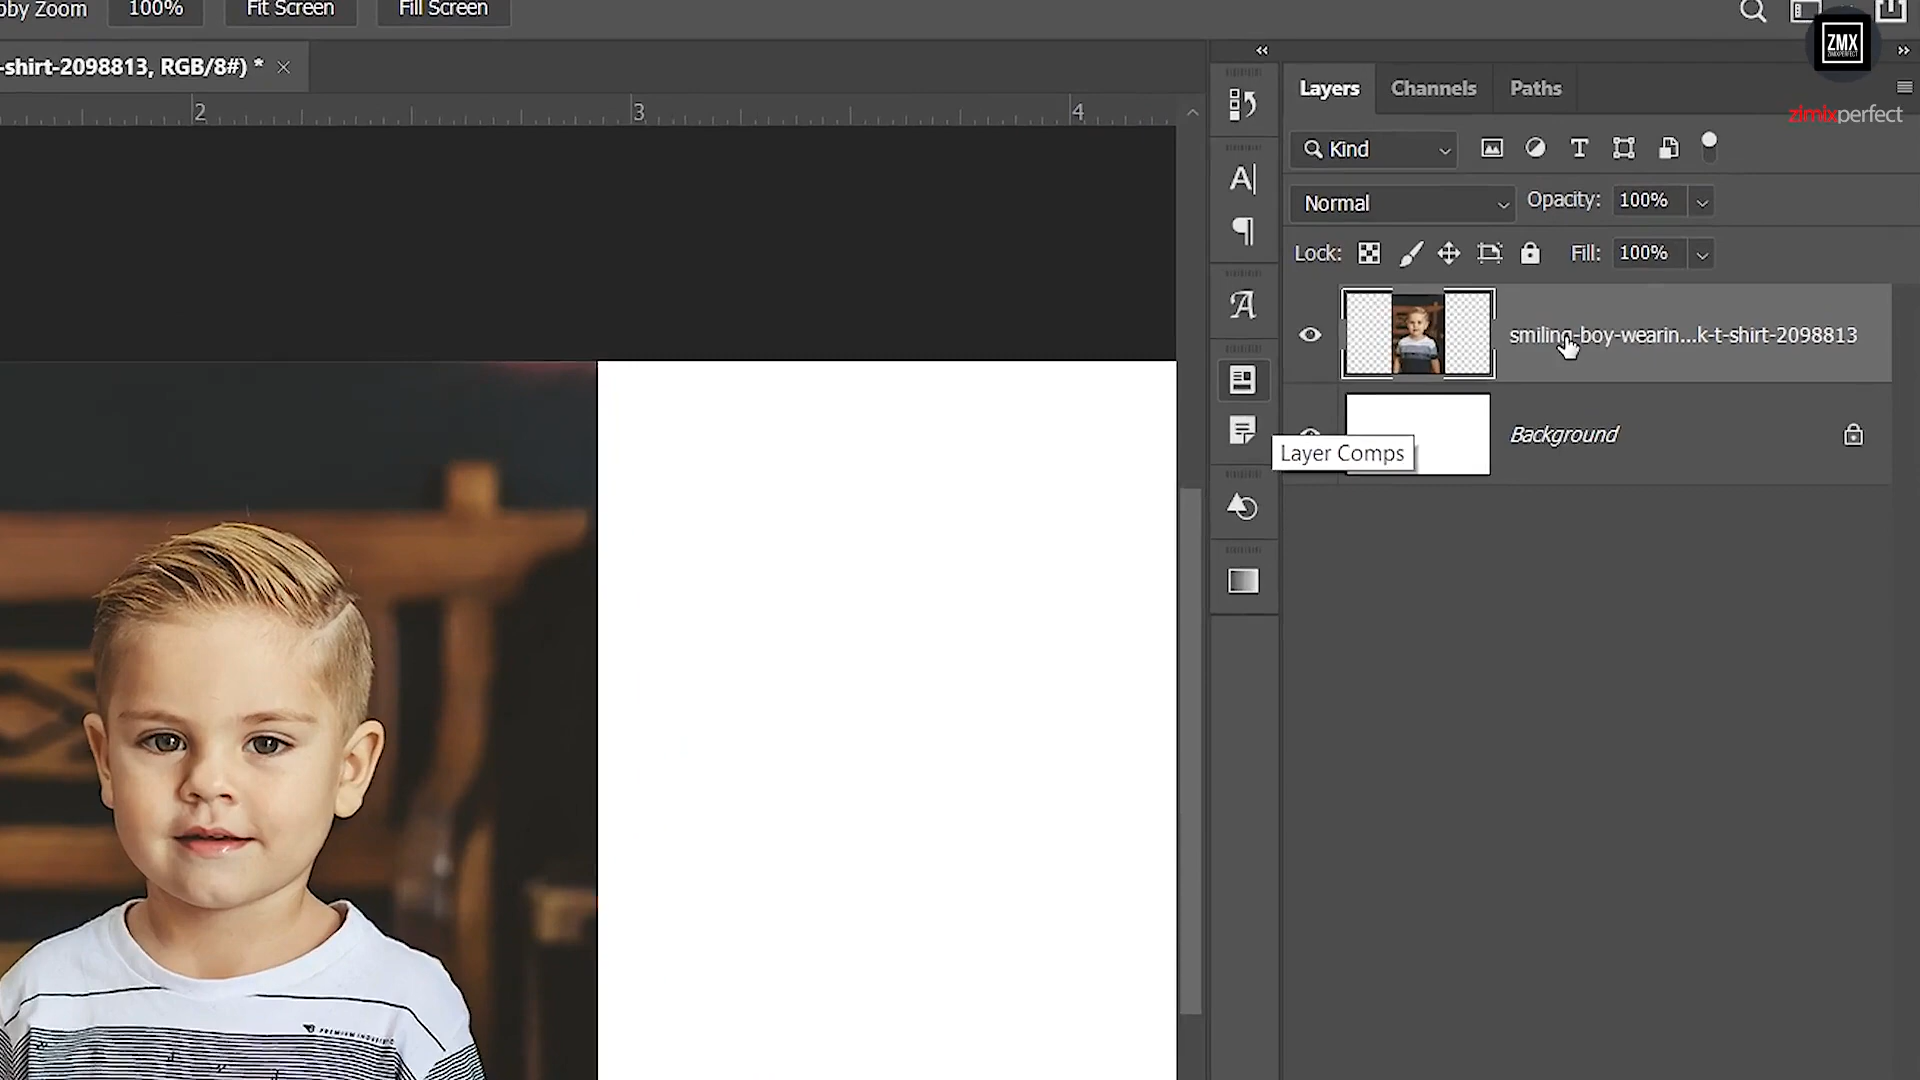 bby Zoom
100%
Fit Screen
Fill Screen
ZMX
-shirt-2098813, RGB/8#) *
zimixperfect
Layers
Channels
Paths
2
3
4
Kind
Normal
Opacity:
100%
Lock:
Fill:
100%
smiling-boy-wearin...k-t-shirt-2098813
Background
Layer Comps